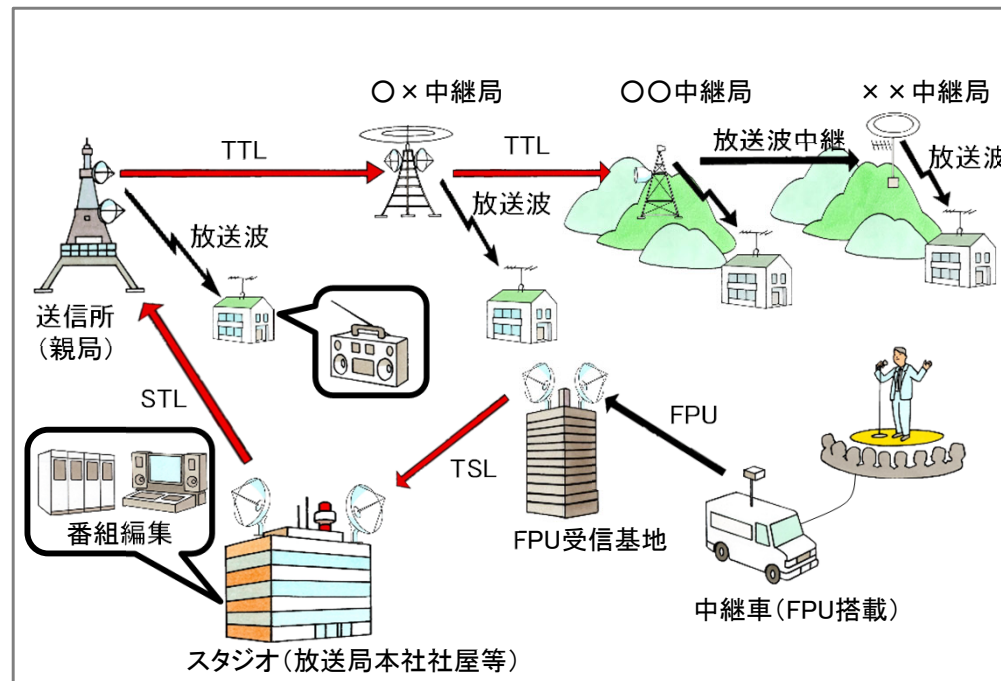 〇×中継局
〇〇中継局
××中継局
TTL
TTL
放送波中継
放送波
放送波
放送波
送信所
(親局)
STL
TSL
FPU
番組編集
FPU受信基地
中継車(FPU搭載)
スタジオ(放送局本社社屋等)